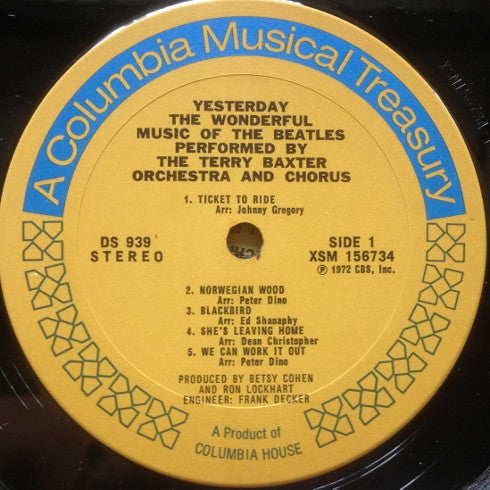 A Columbia Musical Treasury
YESTERDAY
THE WONDERFUL
MUSIC OF THE BEATLES
PERFORMED BY
THE TERRY BAXTER
ORCHESTRA AND CHORUS
1. TICKET TO RIDE
Arr: Johnny Gregory
DS 939
STEREO
SIDE 1
XSM 156734
Ⓟ 1972 CBS, Inc.
2. NORWEGIAN WOOD
Arr: Peter Dino
3. BLACKBIRD
Arr: Ed Shanaphy
4. SHE'S LEAVING HOME
Arr: Dean Christopher
5. WE CAN WORK IT OUT
Arr: Peter Dino
PRODUCED BY BETSY COHEN
AND RON LOCKHART
ENGINEER: FRANK DECKER
A Product of
COLUMBIA HOUSE